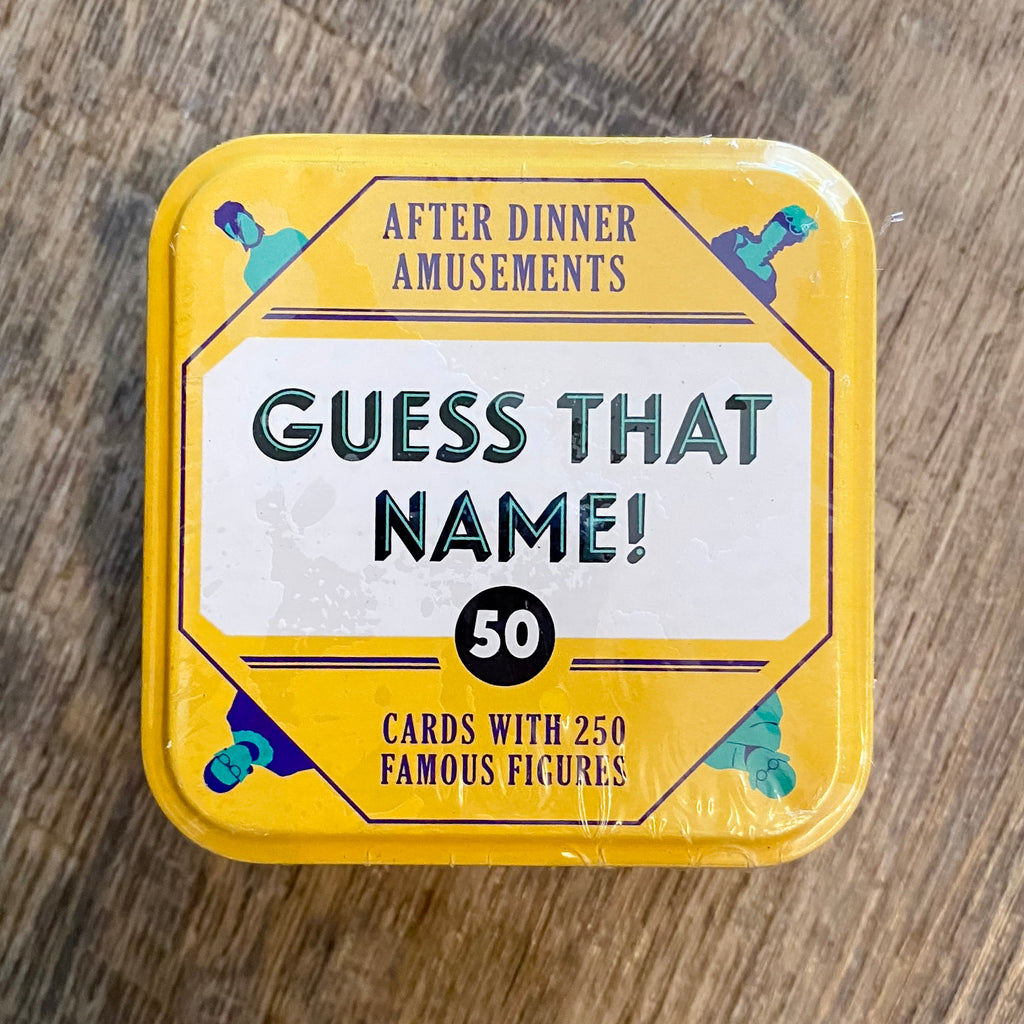 AFTER DINNER
AMUSEMENTS
GUESS THAT
NAME!
50
CARDS WITH 250
FAMOUS FIGURES